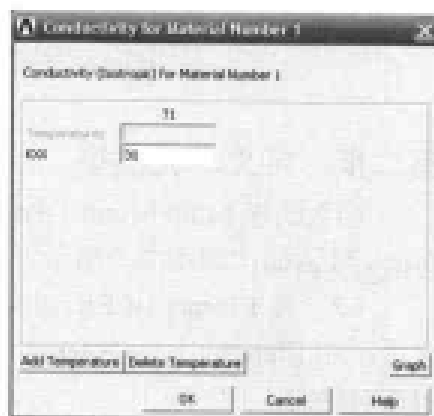 Conductivity for Material Number 1
Conductivity (Isotropic) for Material Number 1
T1
Temperatures
KXX
Add Temperature Delete Temperature Graph
OK Cancel Help